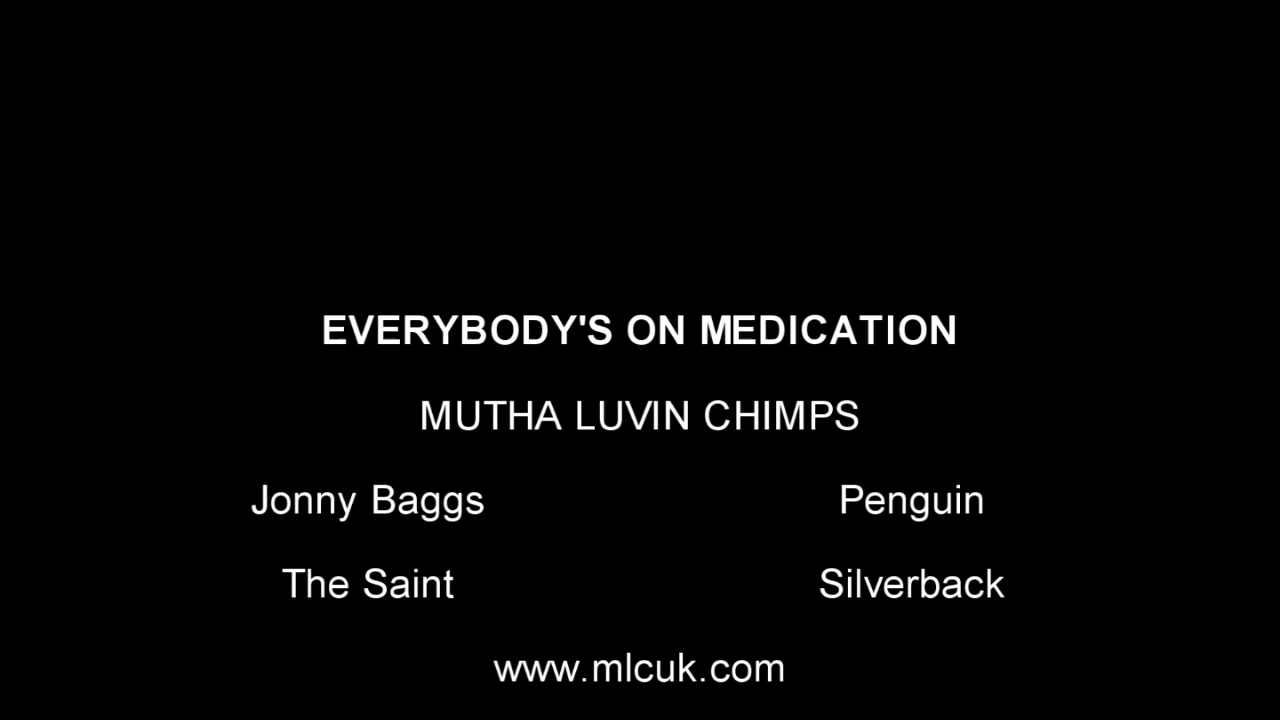 EVERYBODY'S ON MEDICATION
MUTHA LUVIN CHIMPS
Jonny Baggs Penguin
The Saint Silverback
www.mlcuk.com